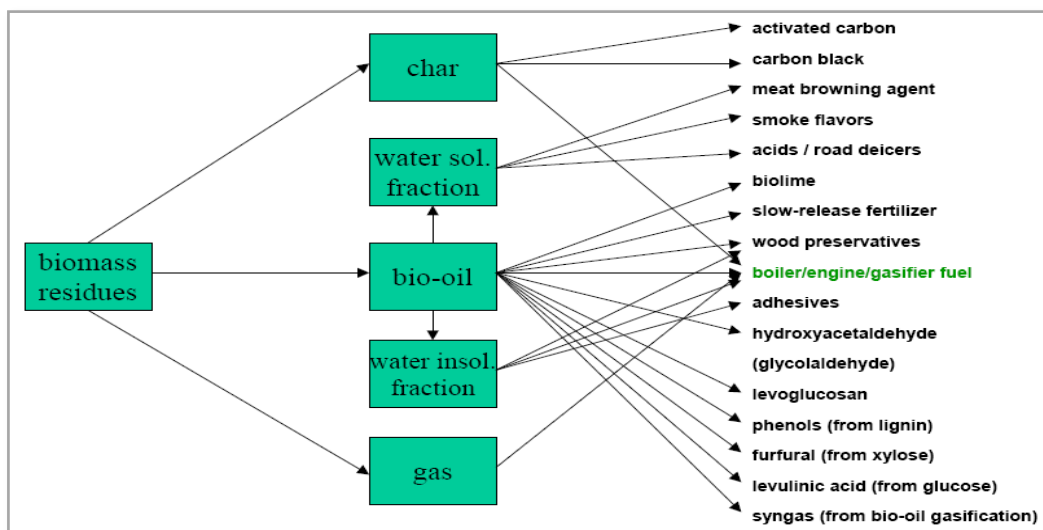 biomass
residues
char
water sol.
fraction
bio-oil
water insol.
fraction
gas
activated carbon
carbon black
meat browning agent
smoke flavors
acids / road deicers
biolime
slow-release fertilizer
wood preservatives
boiler/engine/gasifier fuel
adhesives
hydroxyacetaldehyde
(glycolaldehyde)
levoglucosan
phenols (from lignin)
furfural (from xylose)
levulinic acid (from glucose)
syngas (from bio-oil gasification)